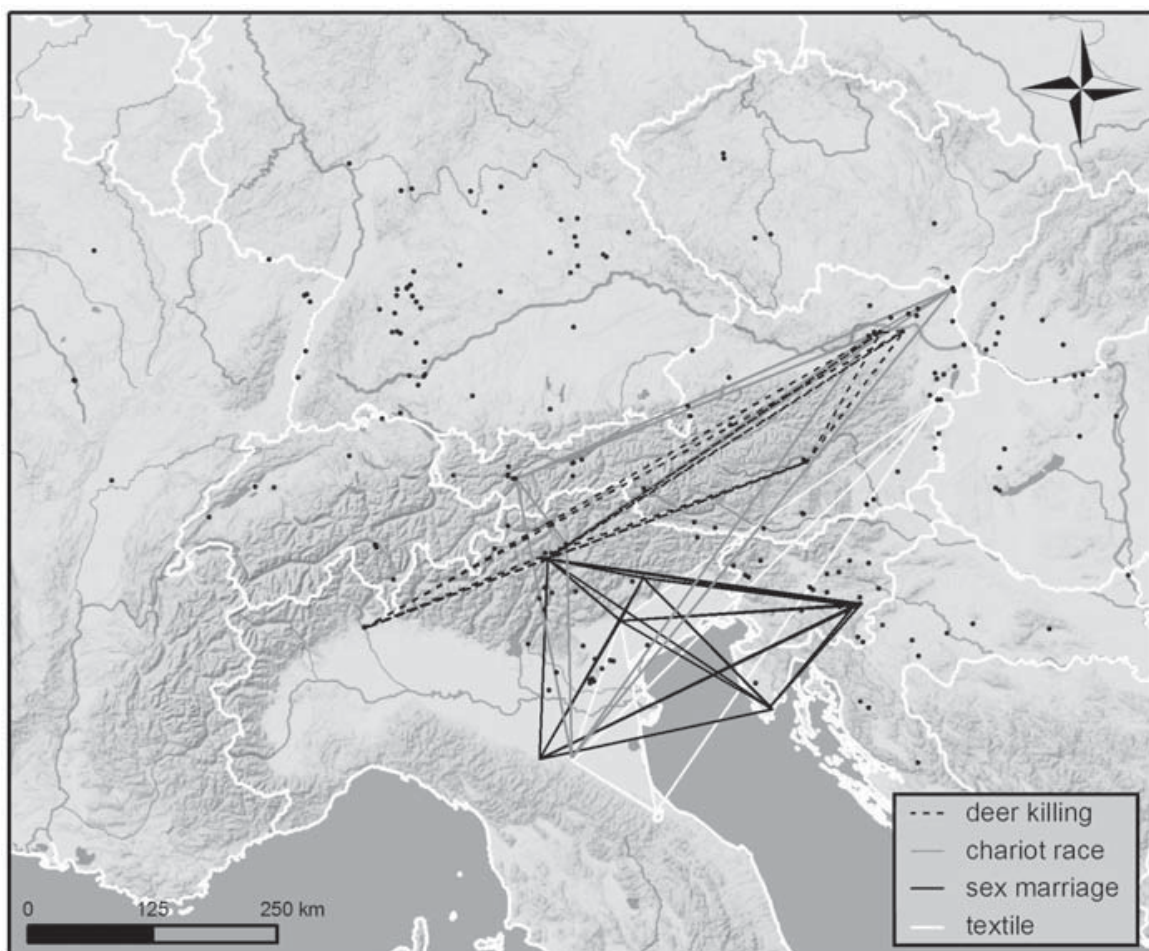 deer killing
chariot race
sex marriage
textile
0 125 250 km